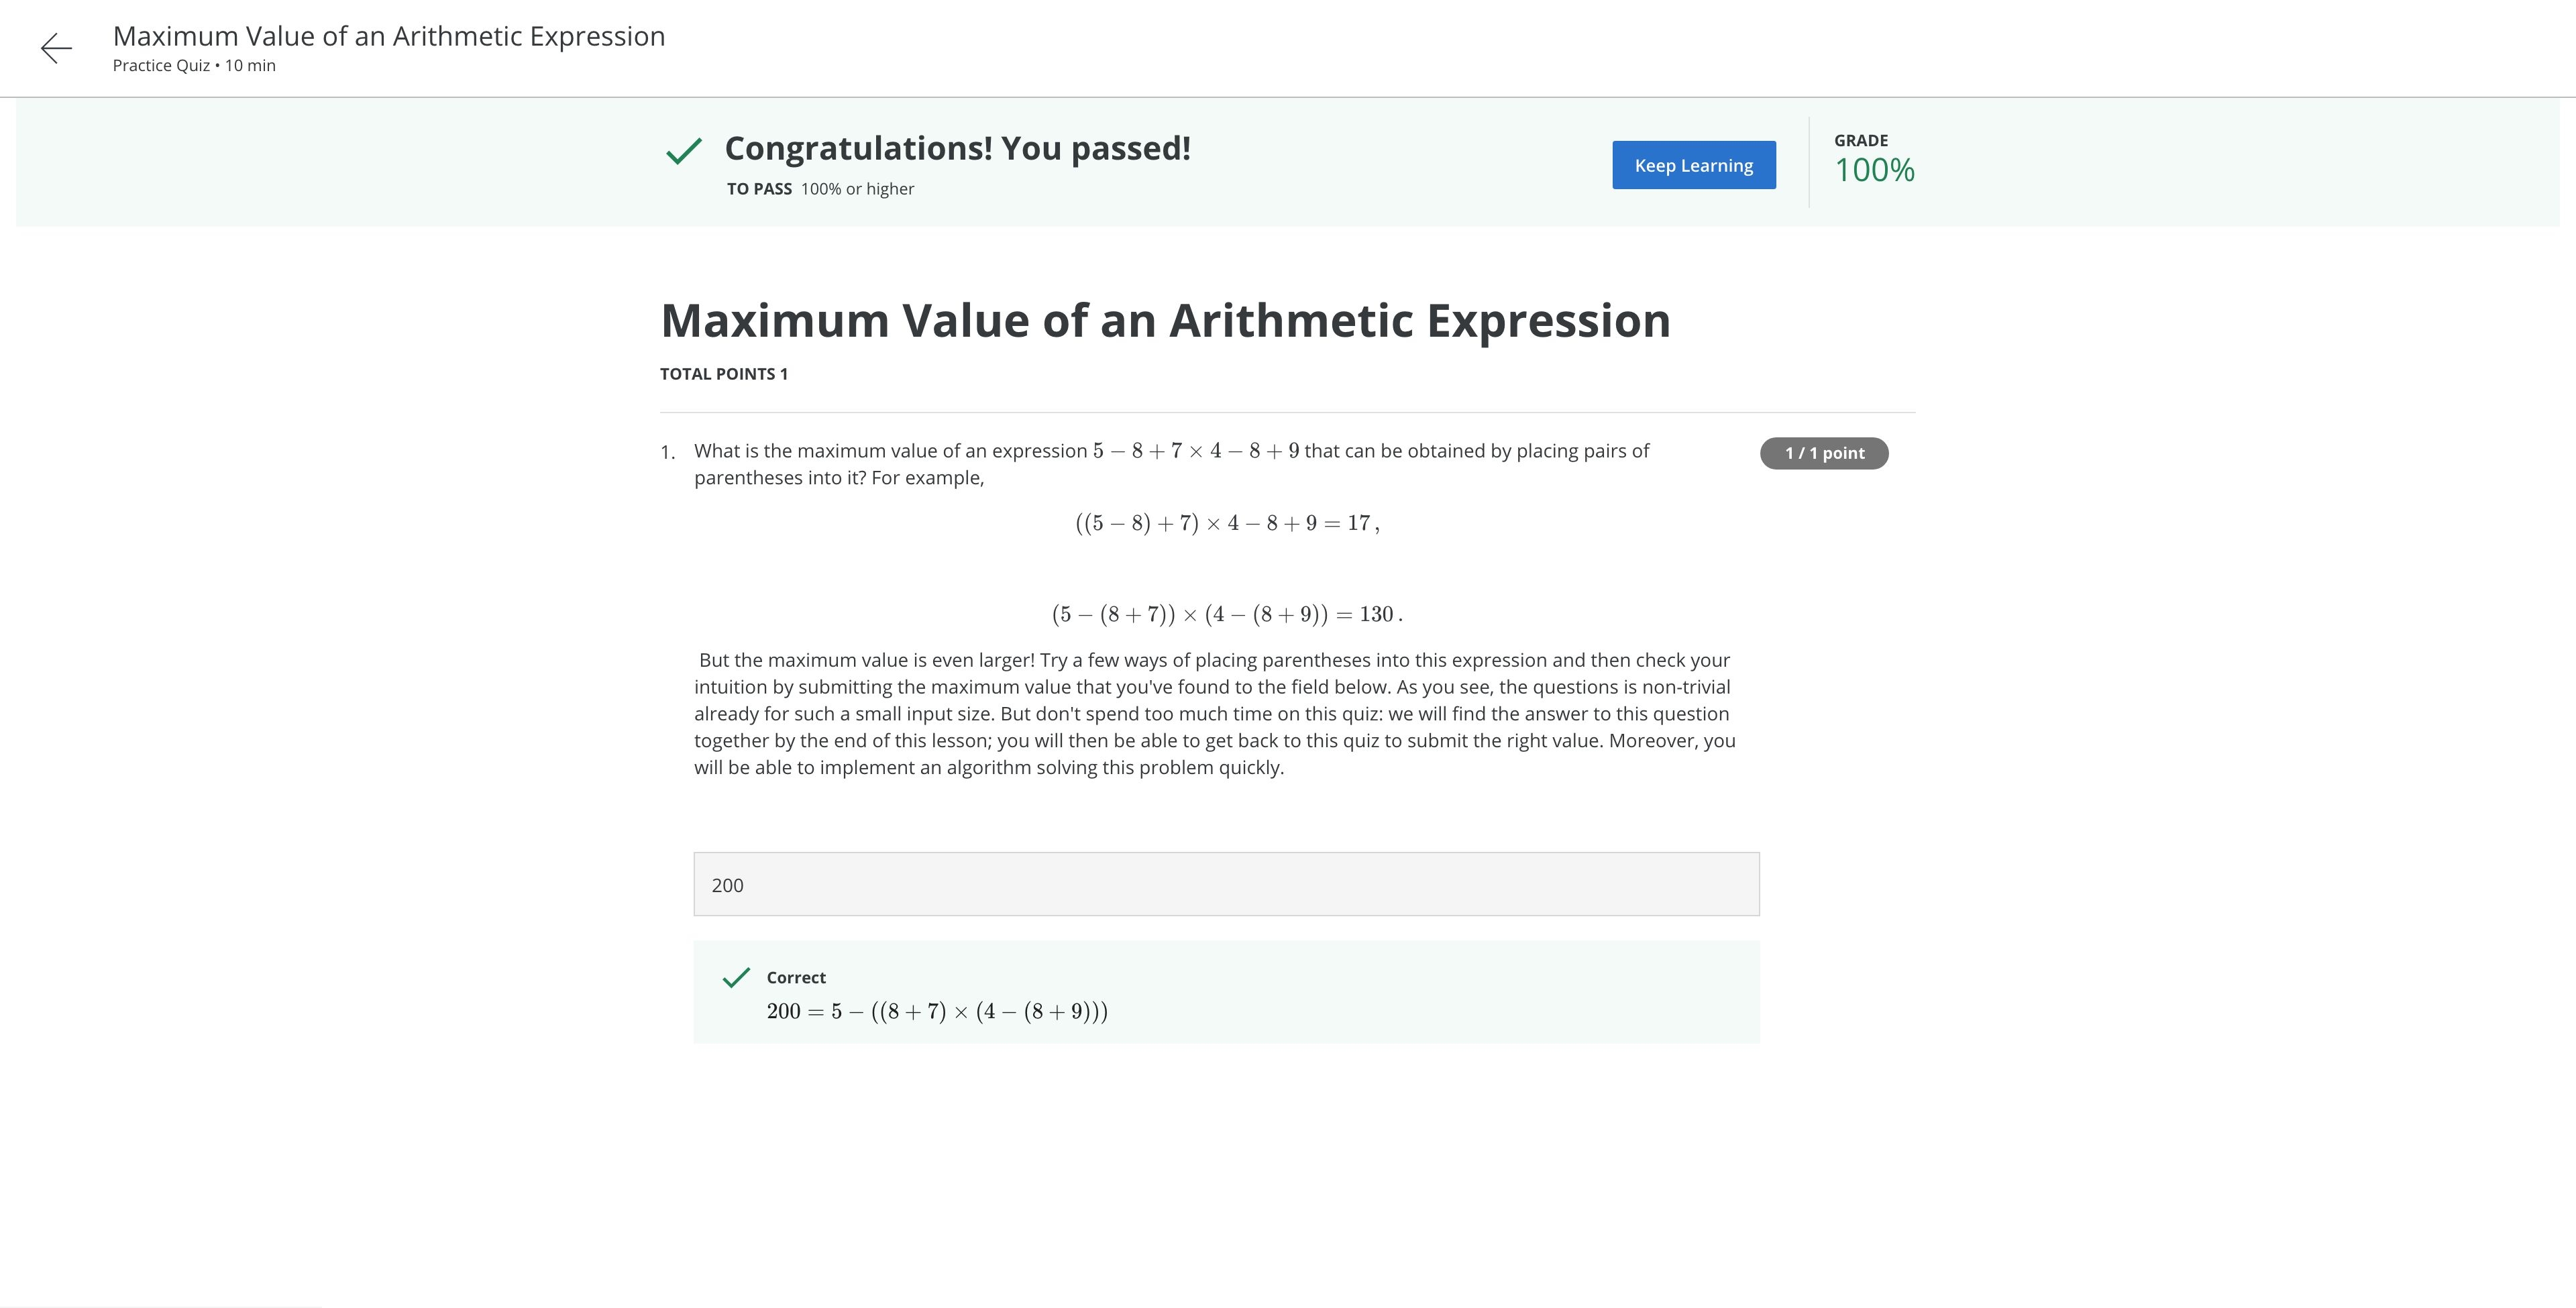 Maximum Value of an Arithmetic Expression
Practice Quiz • 10 min
Congratulations! You passed!
TO PASS 100% or higher
Keep Learning
GRADE
100%
Maximum Value of an Arithmetic Expression
TOTAL POINTS 1
1. What is the maximum value of an expression 5 − 8 + 7 × 4 − 8 + 9 that can be obtained by placing pairs of
parentheses into it? For example,
1 / 1 point
((5 − 8) + 7) × 4 − 8 + 9 = 17 ,
(5 − (8 + 7)) × (4 − (8 + 9)) = 130 .
But the maximum value is even larger! Try a few ways of placing parentheses into this expression and then check your
intuition by submitting the maximum value that you've found to the field below. As you see, the questions is non-trivial
already for such a small input size. But don't spend too much time on this quiz: we will find the answer to this question
together by the end of this lesson; you will then be able to get back to this quiz to submit the right value. Moreover, you
will be able to implement an algorithm solving this problem quickly.
200
Correct
200 = 5 − ((8 + 7) × (4 − (8 + 9)))